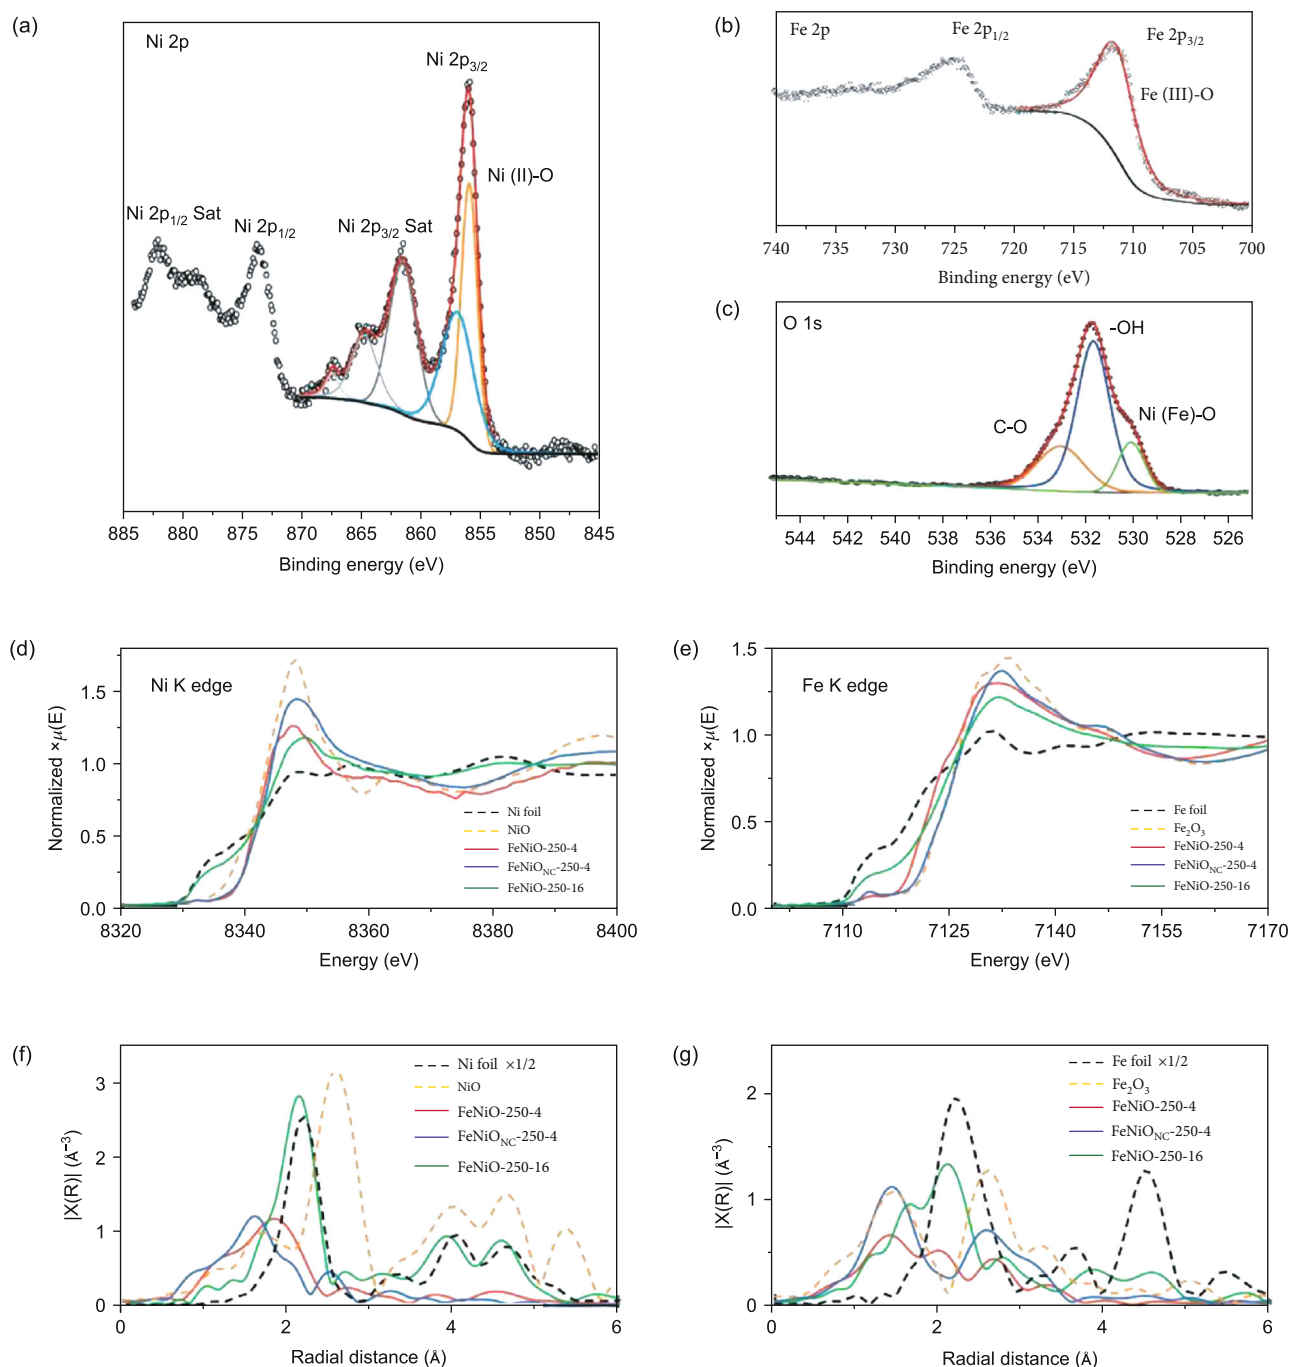 (a)
Ni 2p
Ni 2p3/2
Ni (II)-O
Ni 2p1/2 Sat
Ni 2p1/2
Ni 2p3/2 Sat
885 880 875 870 865 860 855 850 845
Binding energy (eV)
(b)
Fe 2p
Fe 2p1/2
Fe 2p3/2
Fe (III)-O
740 735 730 725 720 715 710 705 700
Binding energy (eV)
(c)
O 1s
-OH
C-O
Ni (Fe)-O
544 542 540 538 536 534 532 530 528 526
Binding energy (eV)
(d)
Ni K edge
Normalized ×μ(E)
1.5
1.0
0.5
0.0
Ni foil
NiO
FeNiO-250-4
FeNiONC-250-4
FeNiO-250-16
8320 8340 8360 8380 8400
Energy (eV)
(e)
Fe K edge
Normalized ×μ(E)
1.5
1.0
0.5
0.0
Fe foil
Fe2O3
FeNiO-250-4
FeNiONC-250-4
FeNiO-250-16
7110 7125 7140 7155 7170
Energy (eV)
(f)
|X(R)| (Å−3)
3
2
1
0
Ni foil ×1/2
NiO
FeNiO-250-4
FeNiONC-250-4
FeNiO-250-16
0 2 4 6
Radial distance (Å)
(g)
|X(R)| (Å−3)
2
1
0
Fe foil ×1/2
Fe2O3
FeNiO-250-4
FeNiONC-250-4
FeNiO-250-16
0 2 4 6
Radial distance (Å)